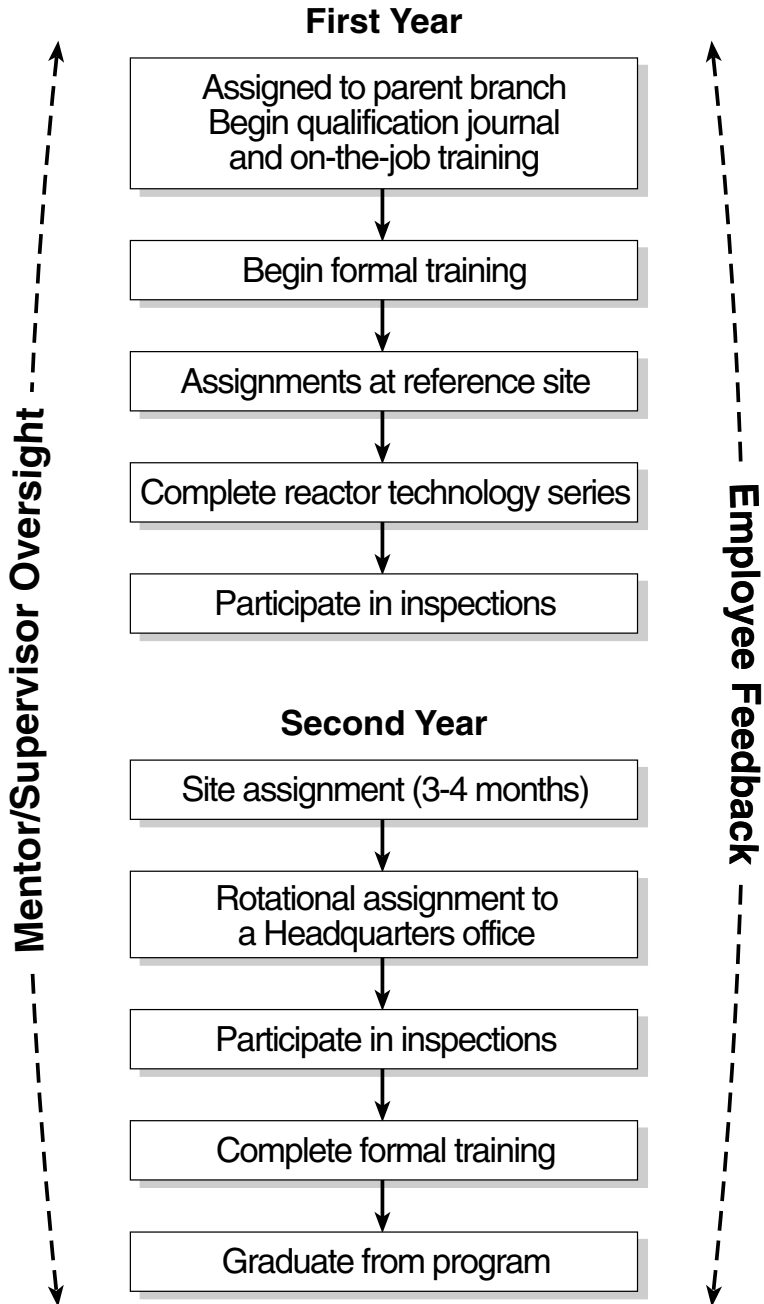 First Year
Assigned to parent branch
Begin qualification journal
and on-the-job training
Begin formal training
Assignments at reference site
Complete reactor technology series
Participate in inspections
Second Year
Site assignment (3-4 months)
Rotational assignment to
a Headquarters office
Participate in inspections
Complete formal training
Graduate from program
Mentor/Supervisor Oversight
Employee Feedback